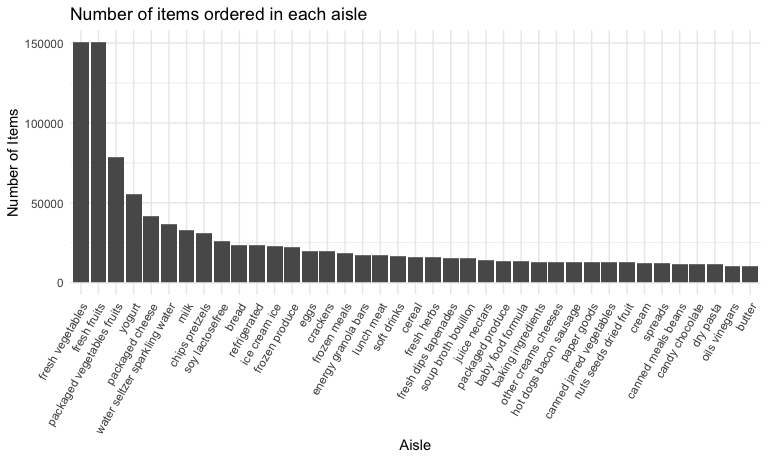 Number of items ordered in each aisle
Number of Items
150000
100000
50000
0
fresh vegetables
fresh fruits
packaged vegetables fruits
yogurt
packaged cheese
water seltzer sparkling water
milk
chips pretzels
soy lactosefree
bread
refrigerated
ice cream ice
frozen produce
eggs
crackers
frozen meals
energy granola bars
lunch meat
soft drinks
cereal
fresh herbs
fresh dips tapenades
soup broth bouillon
juice nectars
packaged produce
baby food formula
baking ingredients
other creams cheeses
hot dogs bacon sausage
paper goods
canned jarred vegetables
nuts seeds dried fruit
cream
spreads
canned meals beans
candy chocolate
dry pasta
oils vinegars
butter
Aisle